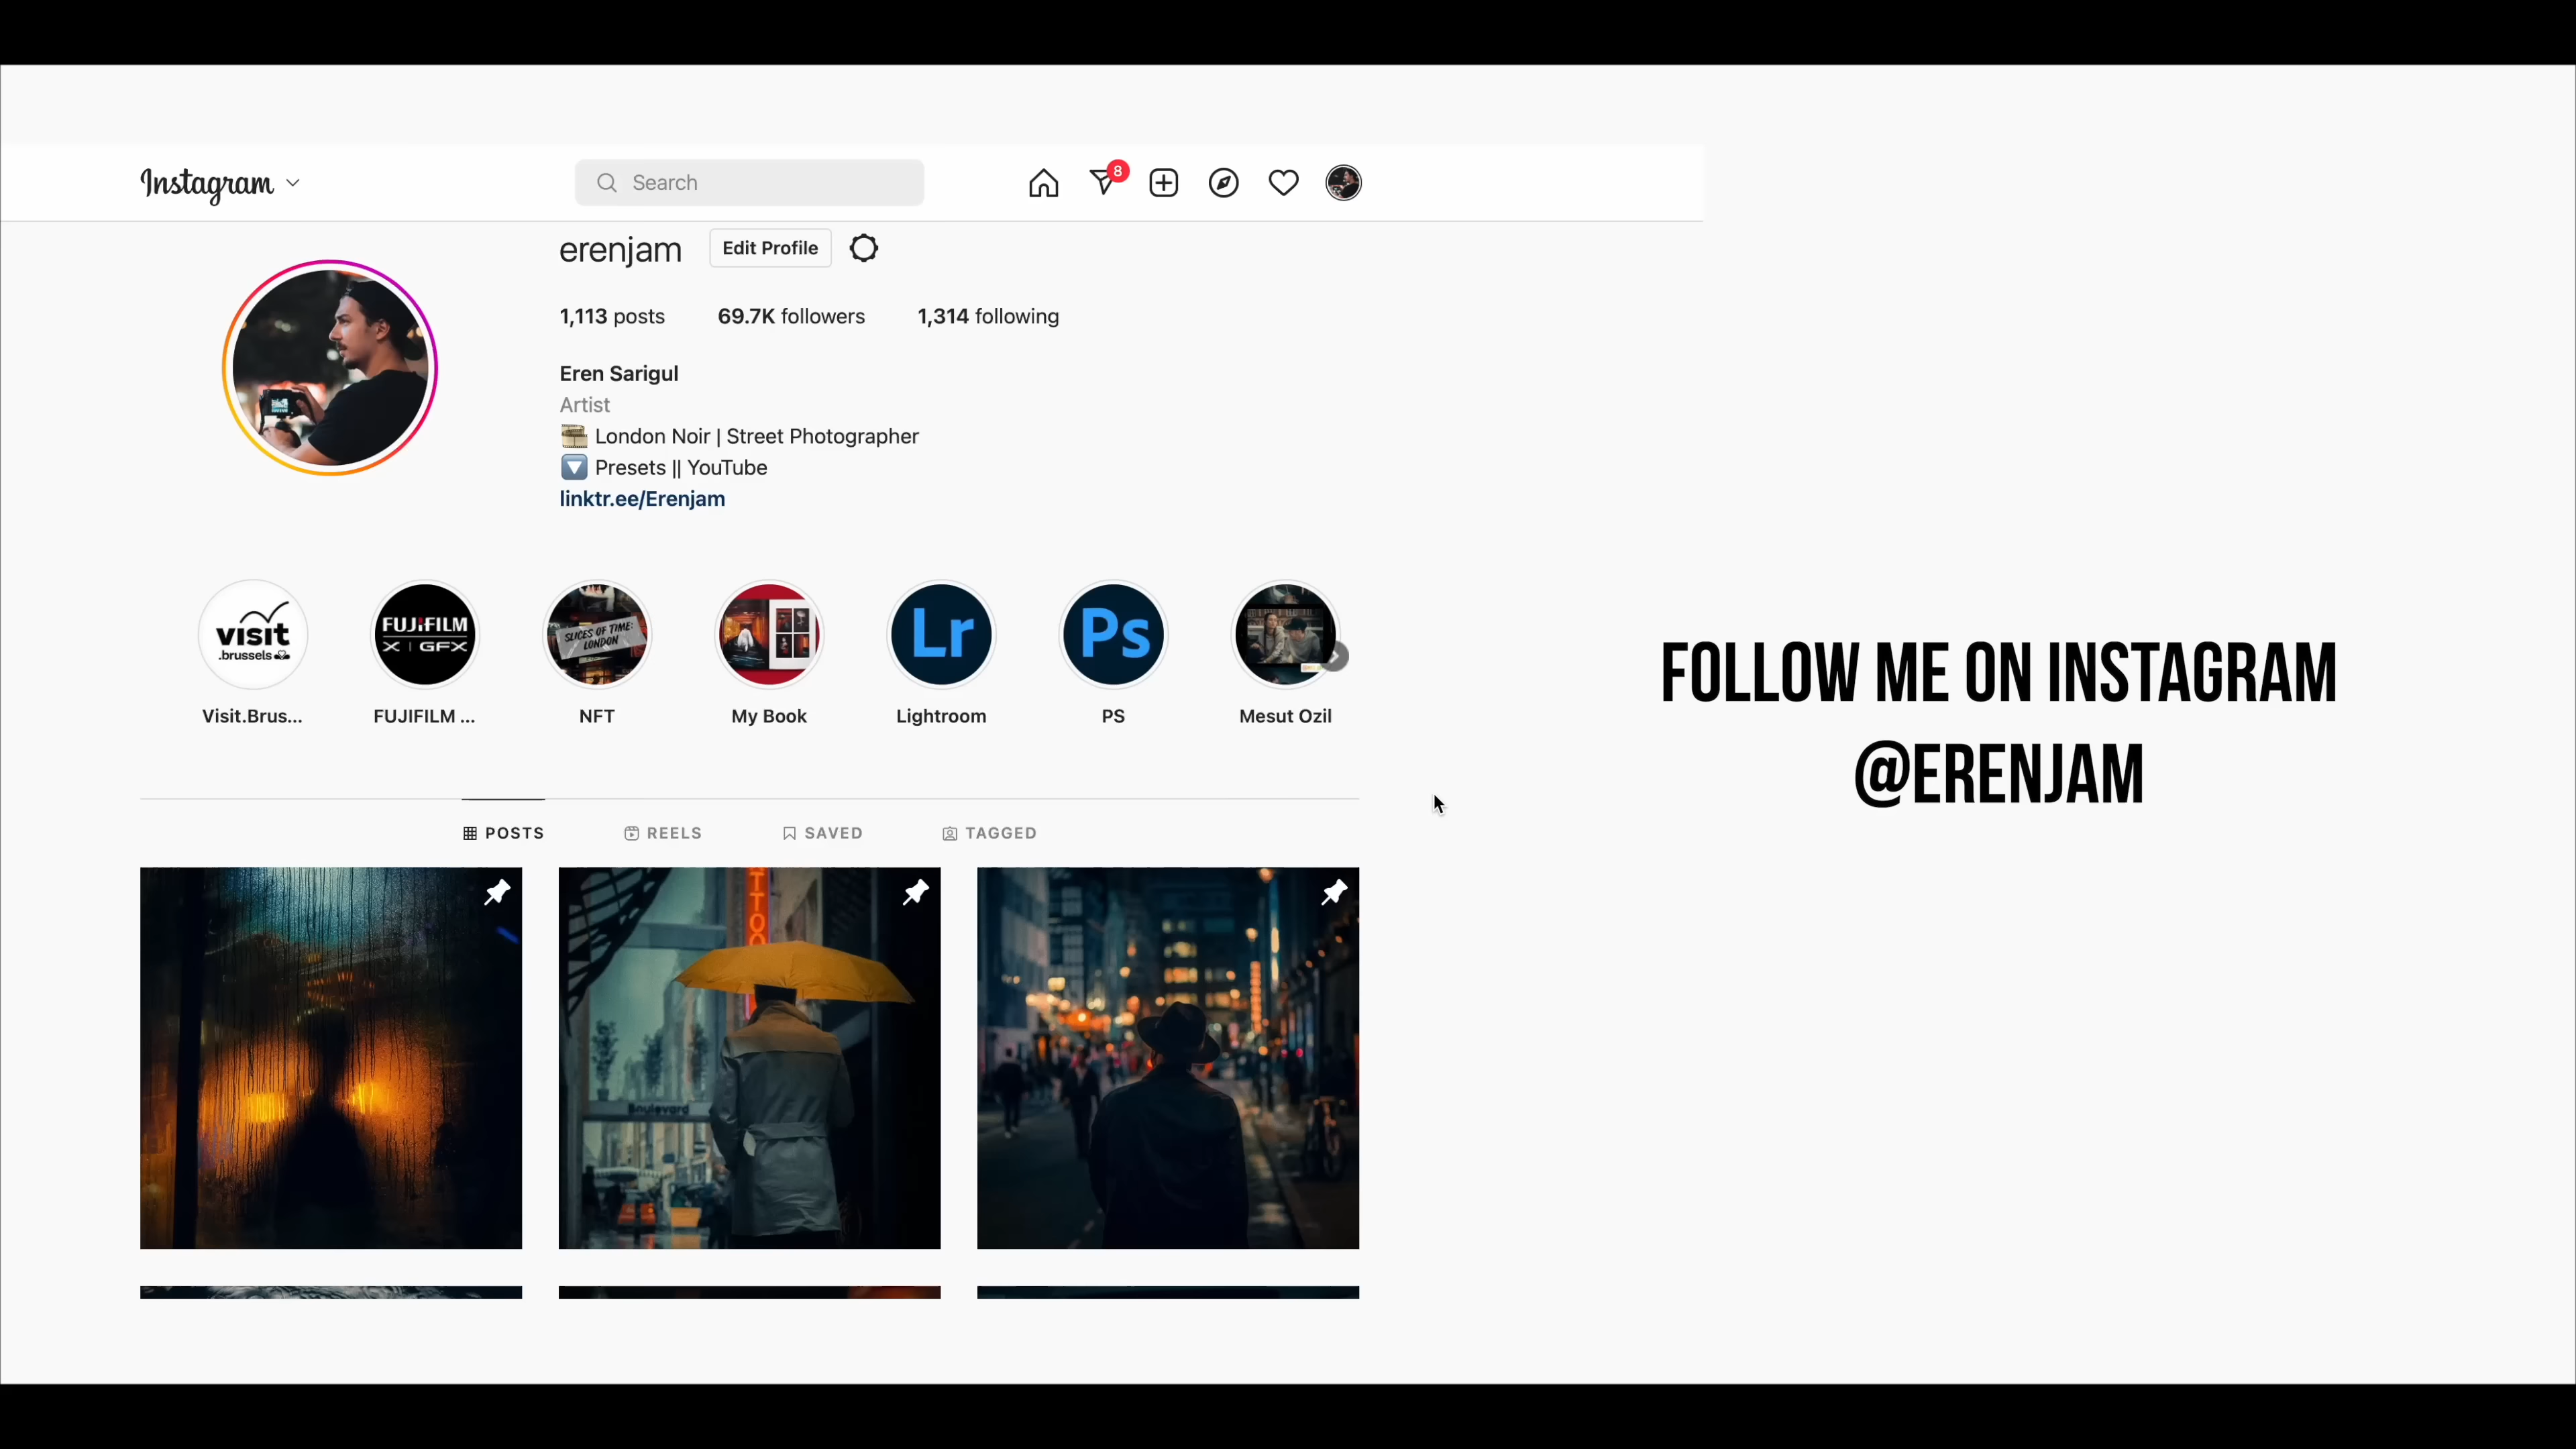 Instagram
Search
8
erenjam
Edit Profile
1,113 posts
69.7K followers
1,314 following
Eren Sarigul
Artist
London Noir | Street Photographer
Presets || YouTube
linktr.ee/Erenjam
visit
.brussels
FUJIFILM
X | GFX
SLICES OF TIME:
LONDON
Lr
Ps
Visit.Brus...
FUJIFILM ...
NFT
My Book
Lightroom
PS
Mesut Ozil
FOLLOW ME ON INSTAGRAM
@ERENJAM
POSTS
REELS
SAVED
TAGGED
Boulevard